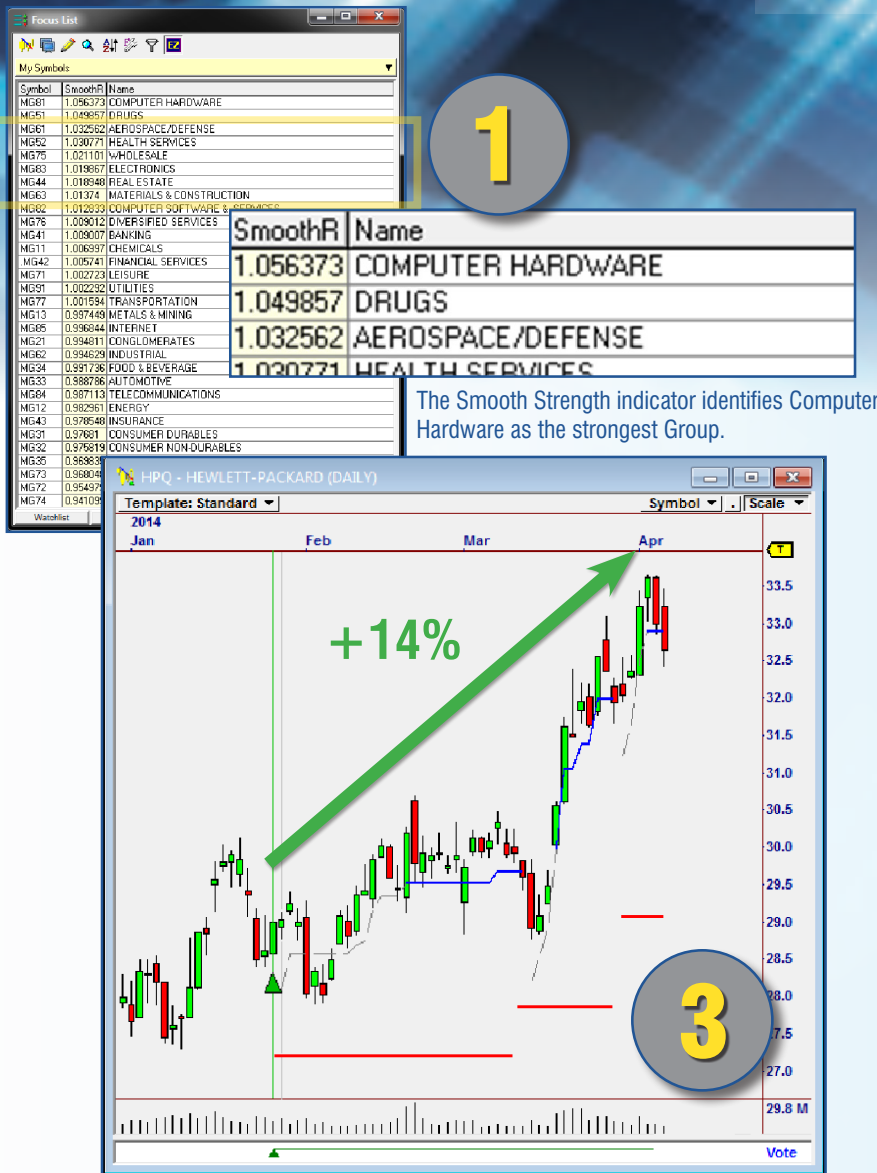 Focus List
My Symbols
Symbol SmoothR Name
MG81 1.056373 COMPUTER HARDWARE
MG51 1.049857 DRUGS
MG61 1.032562 AEROSPACE/DEFENSE
MG52 1.030771 HEALTH SERVICES
MG75 1.021101 WHOLESALE
MG83 1.019867 ELECTRONICS
MG44 1.018948 REAL ESTATE
MG63 1.01374 MATERIALS & CONSTRUCTION
MG82 1.012833 COMPUTER SOFTWARE & SERVICES
MG76 1.009012 DIVERSIFIED SERVICES
MG41 1.009007 BANKING
MG11 1.006997 CHEMICALS
.MG42 1.005741 FINANCIAL SERVICES
MG71 1.002723 LEISURE
MG91 1.002292 UTILITIES
MG77 1.001594 TRANSPORTATION
MG13 0.997449 METALS & MINING
MG85 0.996844 INTERNET
MG21 0.994811 CONGLOMERATES
MG62 0.994629 INDUSTRIAL
MG34 0.991736 FOOD & BEVERAGE
MG33 0.988786 AUTOMOTIVE
MG84 0.987113 TELECOMMUNICATIONS
MG12 0.982961 ENERGY
MG43 0.978548 INSURANCE
MG31 0.97681 CONSUMER DURABLES
MG32 0.975819 CONSUMER NON-DURABLES
MG35
MG73
MG72
MG74
Watchlist
1
SmoothR Name
1.056373 COMPUTER HARDWARE
1.049857 DRUGS
1.032562 AEROSPACE/DEFENSE
1.030771 HEALTH SERVICES
The Smooth Strength indicator identifies Computer
Hardware as the strongest Group.
HPQ - HEWLETT-PACKARD (DAILY)
Template: Standard Symbol . Scale
2014
Jan Feb Mar Apr
T
+14%
33.5
33.0
32.5
32.0
31.5
31.0
30.5
30.0
29.5
29.0
28.5
28.0
27.5
27.0
3
29.8 M
Vote